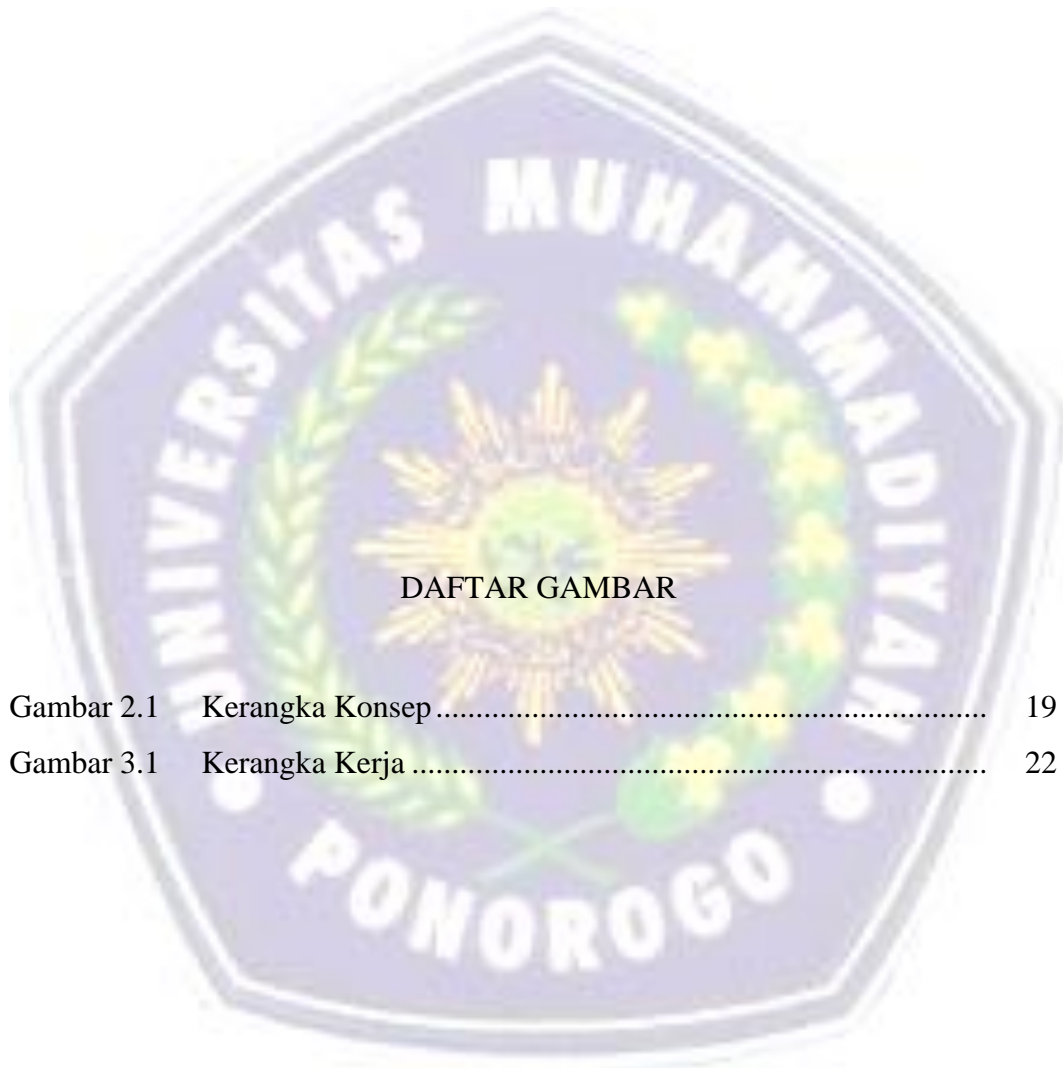 UNIVERSITAS MUHAMMADIYAH
DAFTAR GAMBAR
Gambar 2.1 Kerangka Konsep........................................................................ 19
Gambar 3.1 Kerangka Kerja ........................................................................... 22
PONOROGO